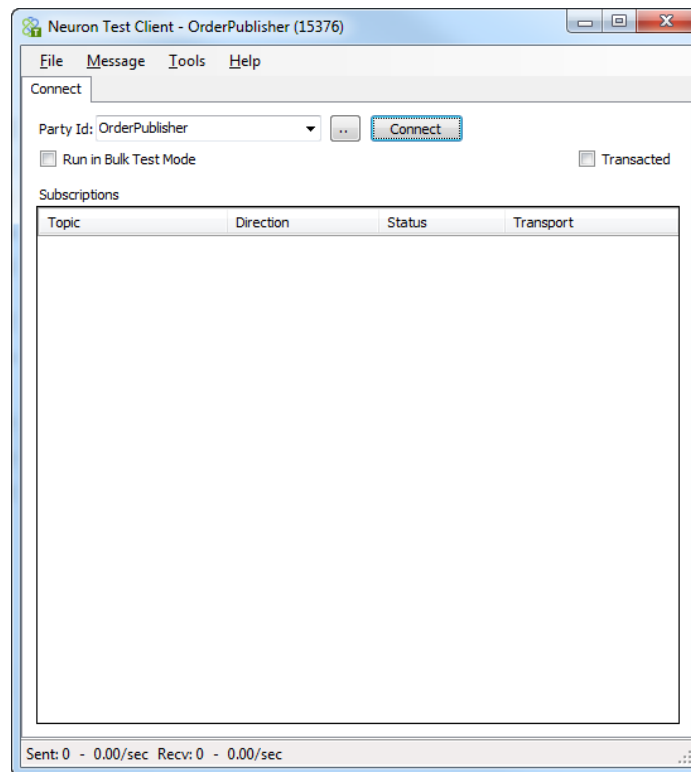 Neuron Test Client - OrderPublisher (15376)
File Message Tools Help
Connect
Party Id: OrderPublisher .. Connect
Run in Bulk Test Mode Transacted
Subscriptions
Topic Direction Status Transport
Sent: 0 - 0.00/sec Recv: 0 - 0.00/sec